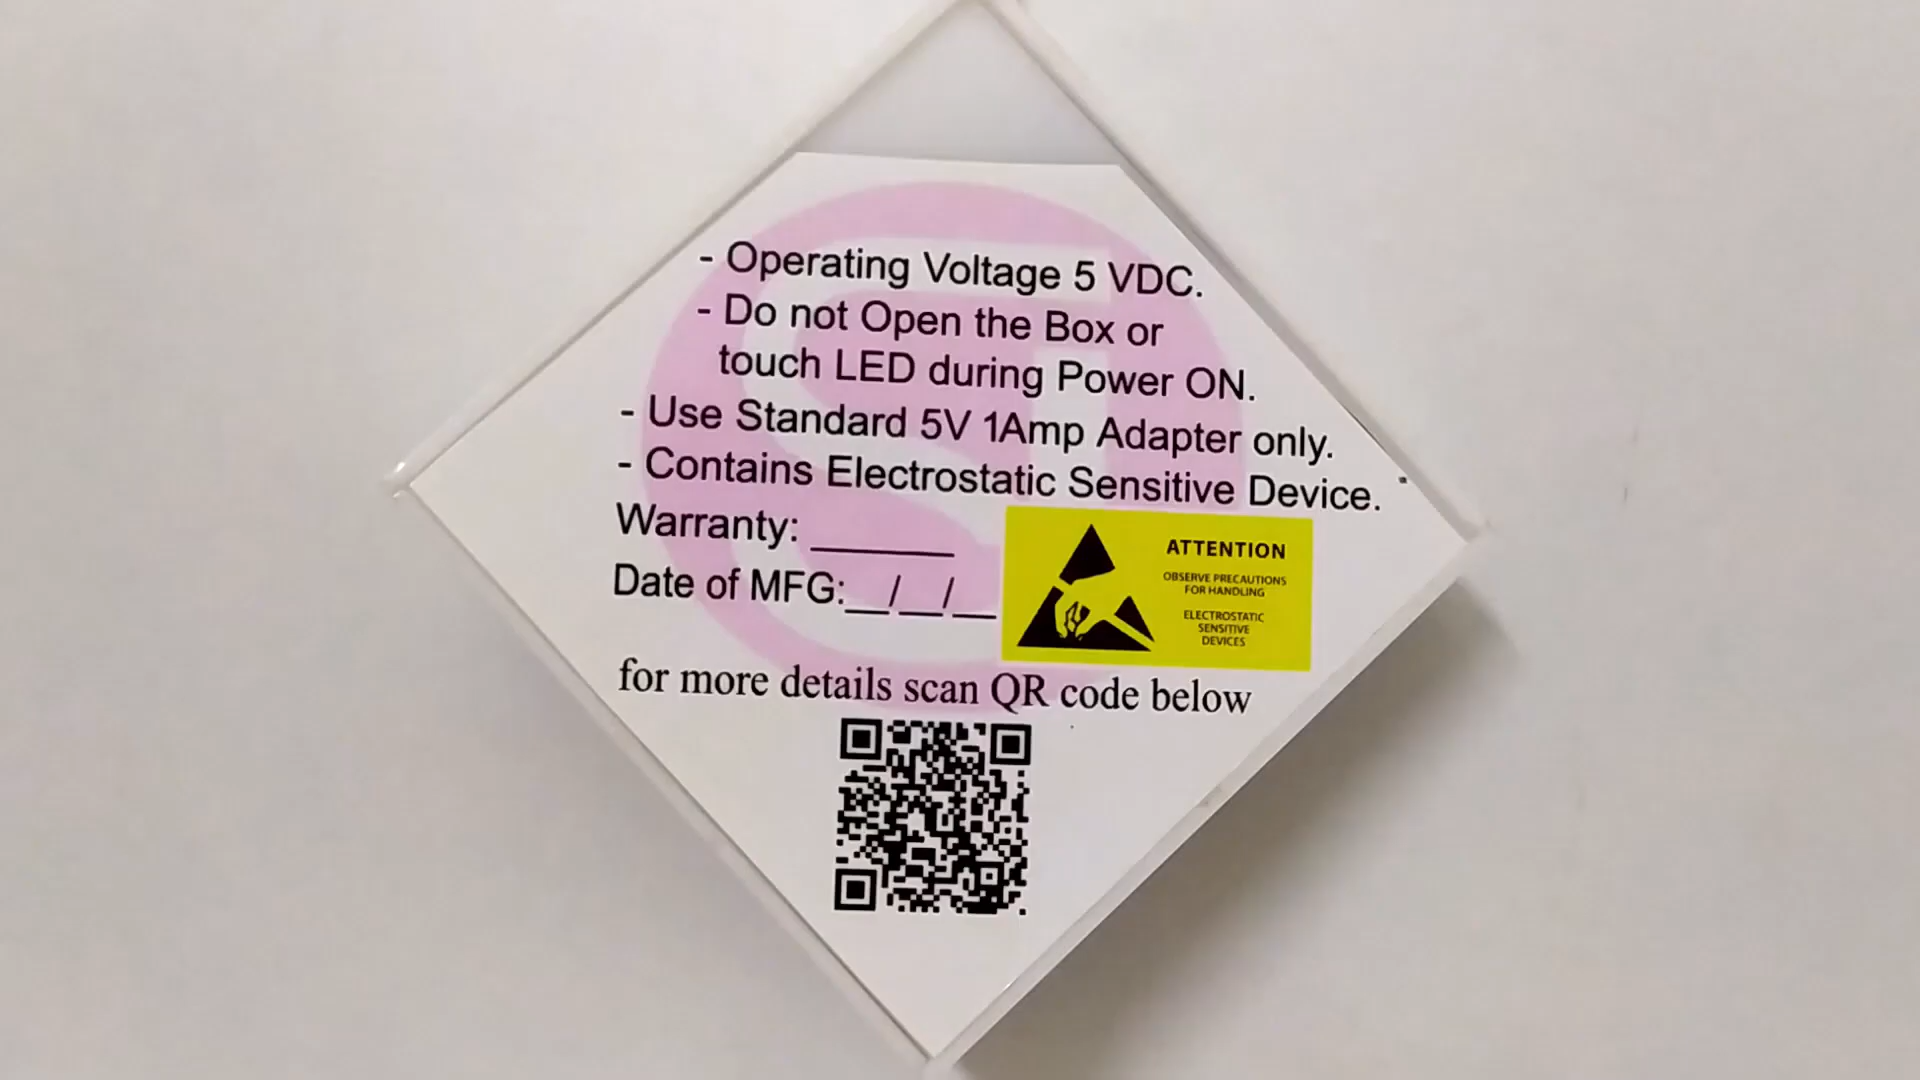 - Operating Voltage 5 VDC.
- Do not Open the Box or
touch LED during Power ON.
- Use Standard 5V 1Amp Adapter only.
- Contains Electrostatic Sensitive Device.
Warranty: ______
Date of MFG:__/__/__
ATTENTION
OBSERVE PRECAUTIONS
FOR HANDLING
ELECTROSTATIC
SENSITIVE
DEVICES
for more details scan QR code below